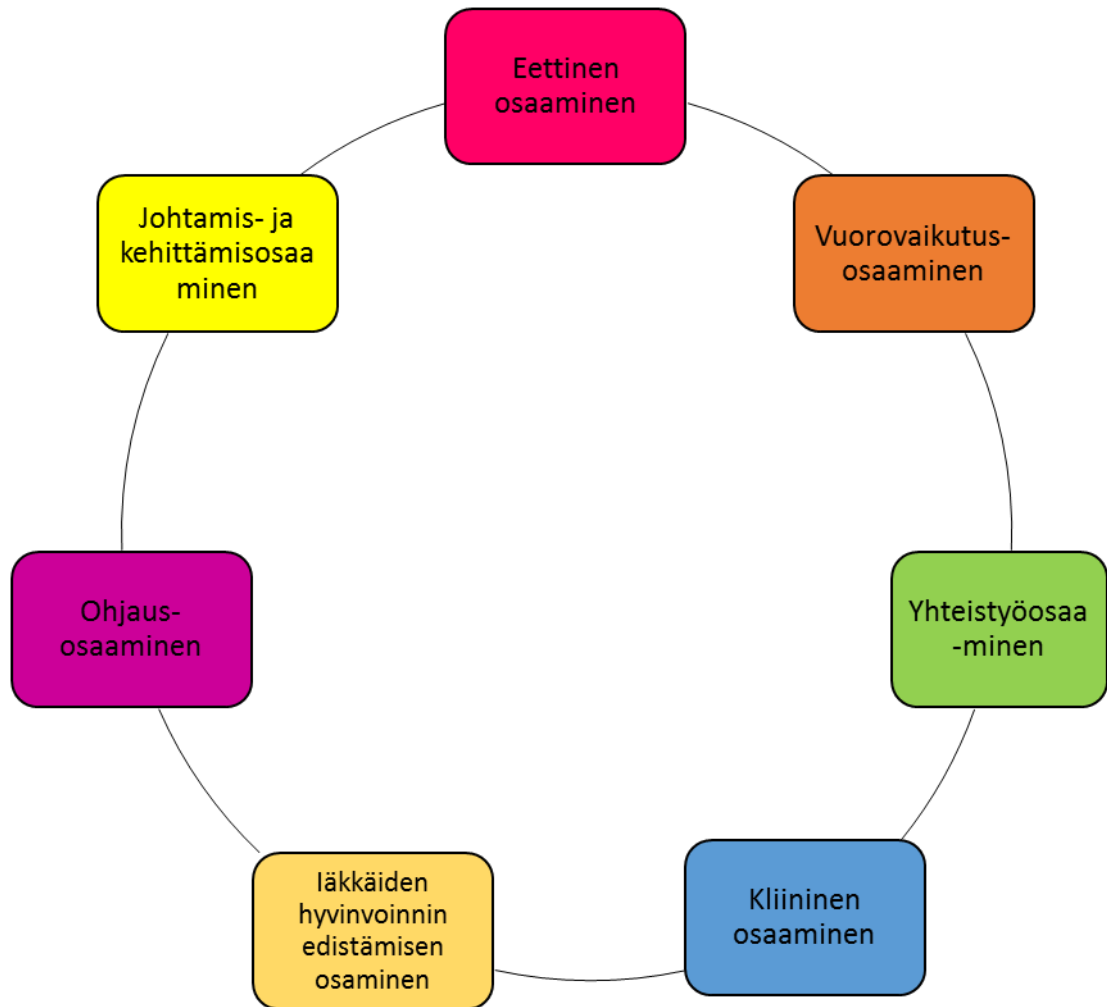 Eettinen
osaaminen
Vuorovaikutus-
osaaminen
Yhteistyöosaa
-minen
Kliininen
osaaminen
Iäkkäiden
hyvinvoinnin
edistämisen
osaminen
Ohjaus-
osaaminen
Johtamis- ja
kehittämisosaa
minen